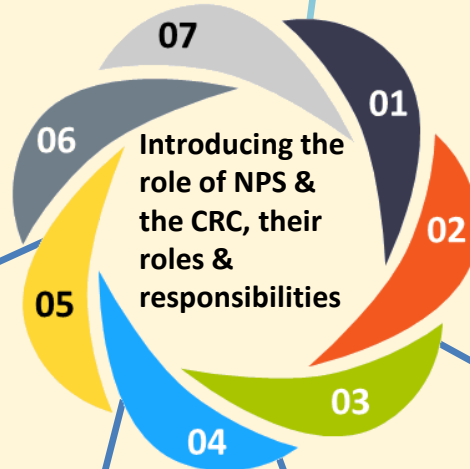 07
01
06
Introducing the
role of NPS &
the CRC, their
roles &
responsibilities
02
05
03
04